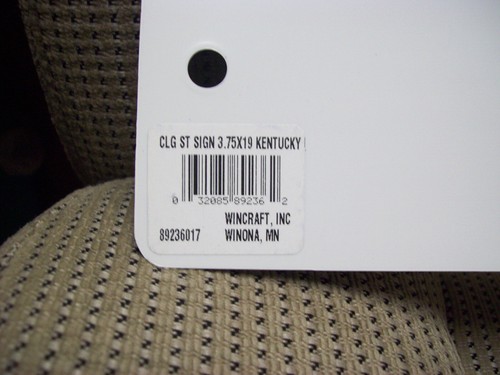 CLG ST SIGN 3.75X19 KENTUCKY
0 32085 89236 2
WINCRAFT, INC
89236017 WINONA, MN